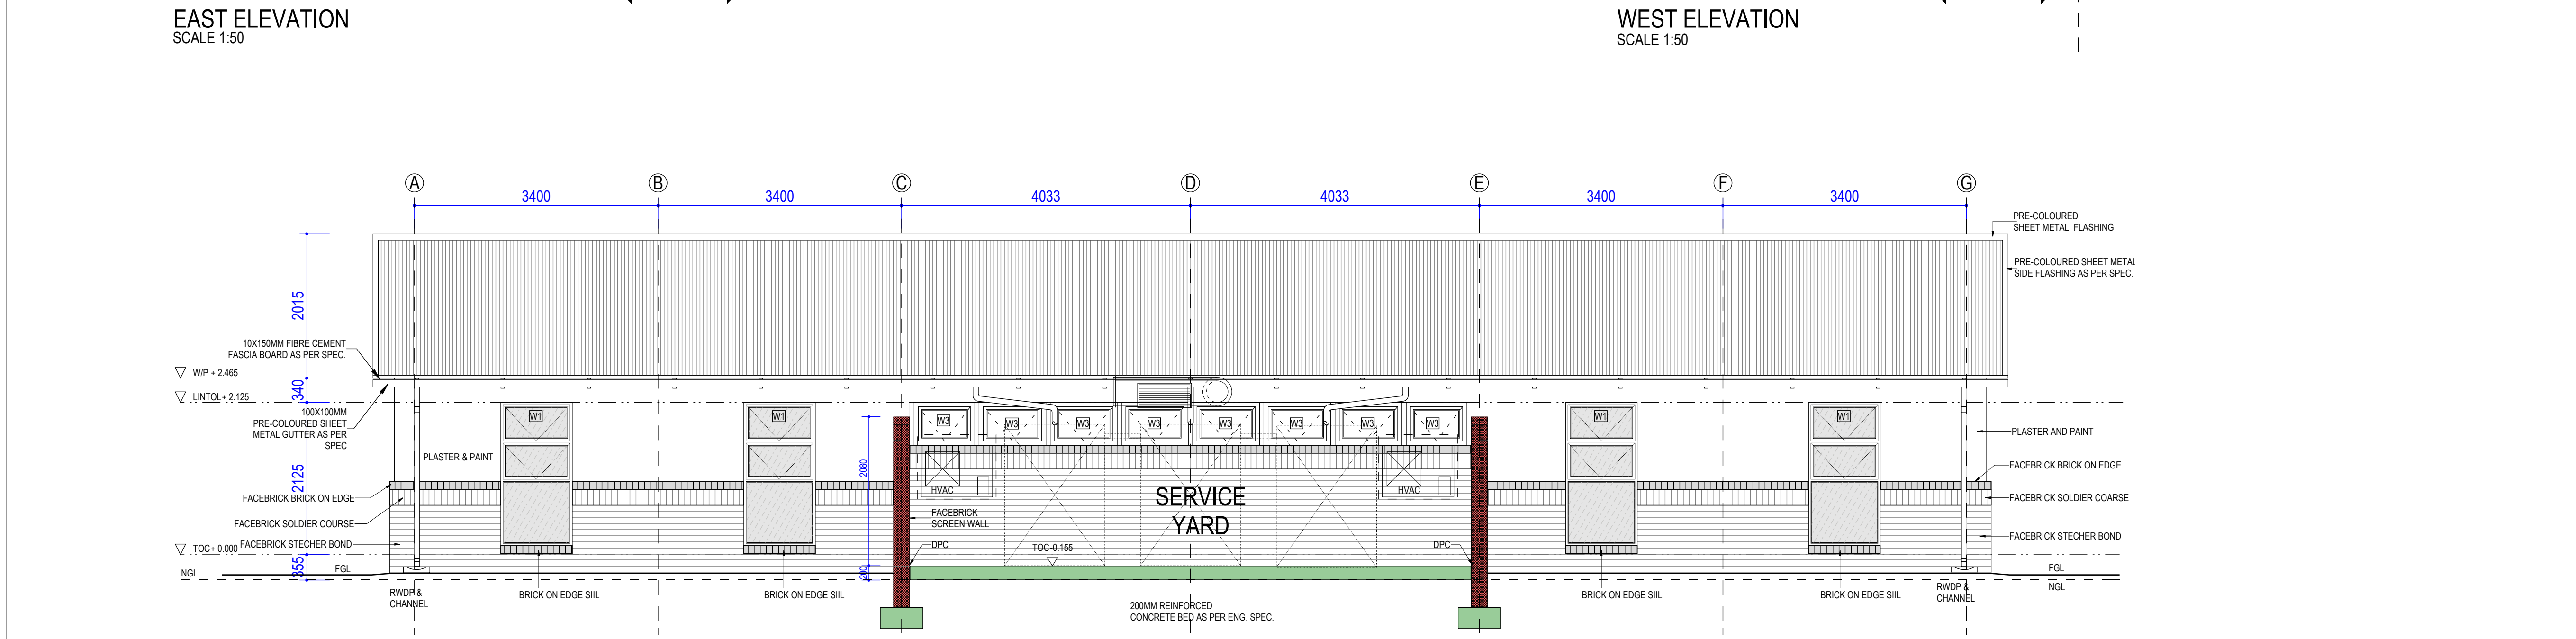 EAST ELEVATION
SCALE 1:50
WEST ELEVATION
SCALE 1:50
A
B
C
D
E
F
G
3400
3400
4033
4033
3400
3400
PRE-COLOURED
SHEET METAL FLASHING
PRE-COLOURED SHEET METAL
SIDE FLASHING AS PER SPEC.
2015
10X150MM FIBRE CEMENT
FASCIA BOARD AS PER SPEC.
W/P + 2.465
340
LINTOL+ 2.125
100X100MM
PRE-COLOURED SHEET
METAL GUTTER AS PER
SPEC
W1
W1
W3
W3
W3
W3
W3
W3
W3
W3
W1
W1
PLASTER & PAINT
PLASTER AND PAINT
2125
2080
FACEBRICK BRICK ON EDGE
FACEBRICK BRICK ON EDGE
HVAC
HVAC
SERVICE
YARD
FACEBRICK SOLDIER COURSE
FACEBRICK SOLDIER COARSE
FACEBRICK
SCREEN WALL
FACEBRICK STECHER BOND
FACEBRICK STECHER BOND
TOC+ 0.000
DPC
TOC-0.155
DPC
355
200
NGL
FGL
FGL
NGL
RWDP &
CHANNEL
BRICK ON EDGE SIIL
BRICK ON EDGE SIIL
200MM REINFORCED
CONCRETE BED AS PER ENG. SPEC.
BRICK ON EDGE SIIL
BRICK ON EDGE SIIL
RWDP &
CHANNEL